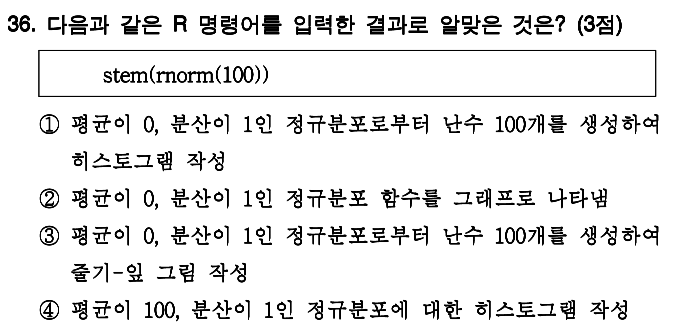 36. 다음과 같은 R 명령어를 입력한 결과로 알맞은 것은? (3점)
stem(rnorm(100))
① 평균이 0, 분산이 1인 정규분포로부터 난수 100개를 생성하여
히스토그램 작성
② 평균이 0, 분산이 1인 정규분포 함수를 그래프로 나타냄
③ 평균이 0, 분산이 1인 정규분포로부터 난수 100개를 생성하여
줄기-잎 그림 작성
④ 평균이 100, 분산이 1인 정규분포에 대한 히스토그램 작성